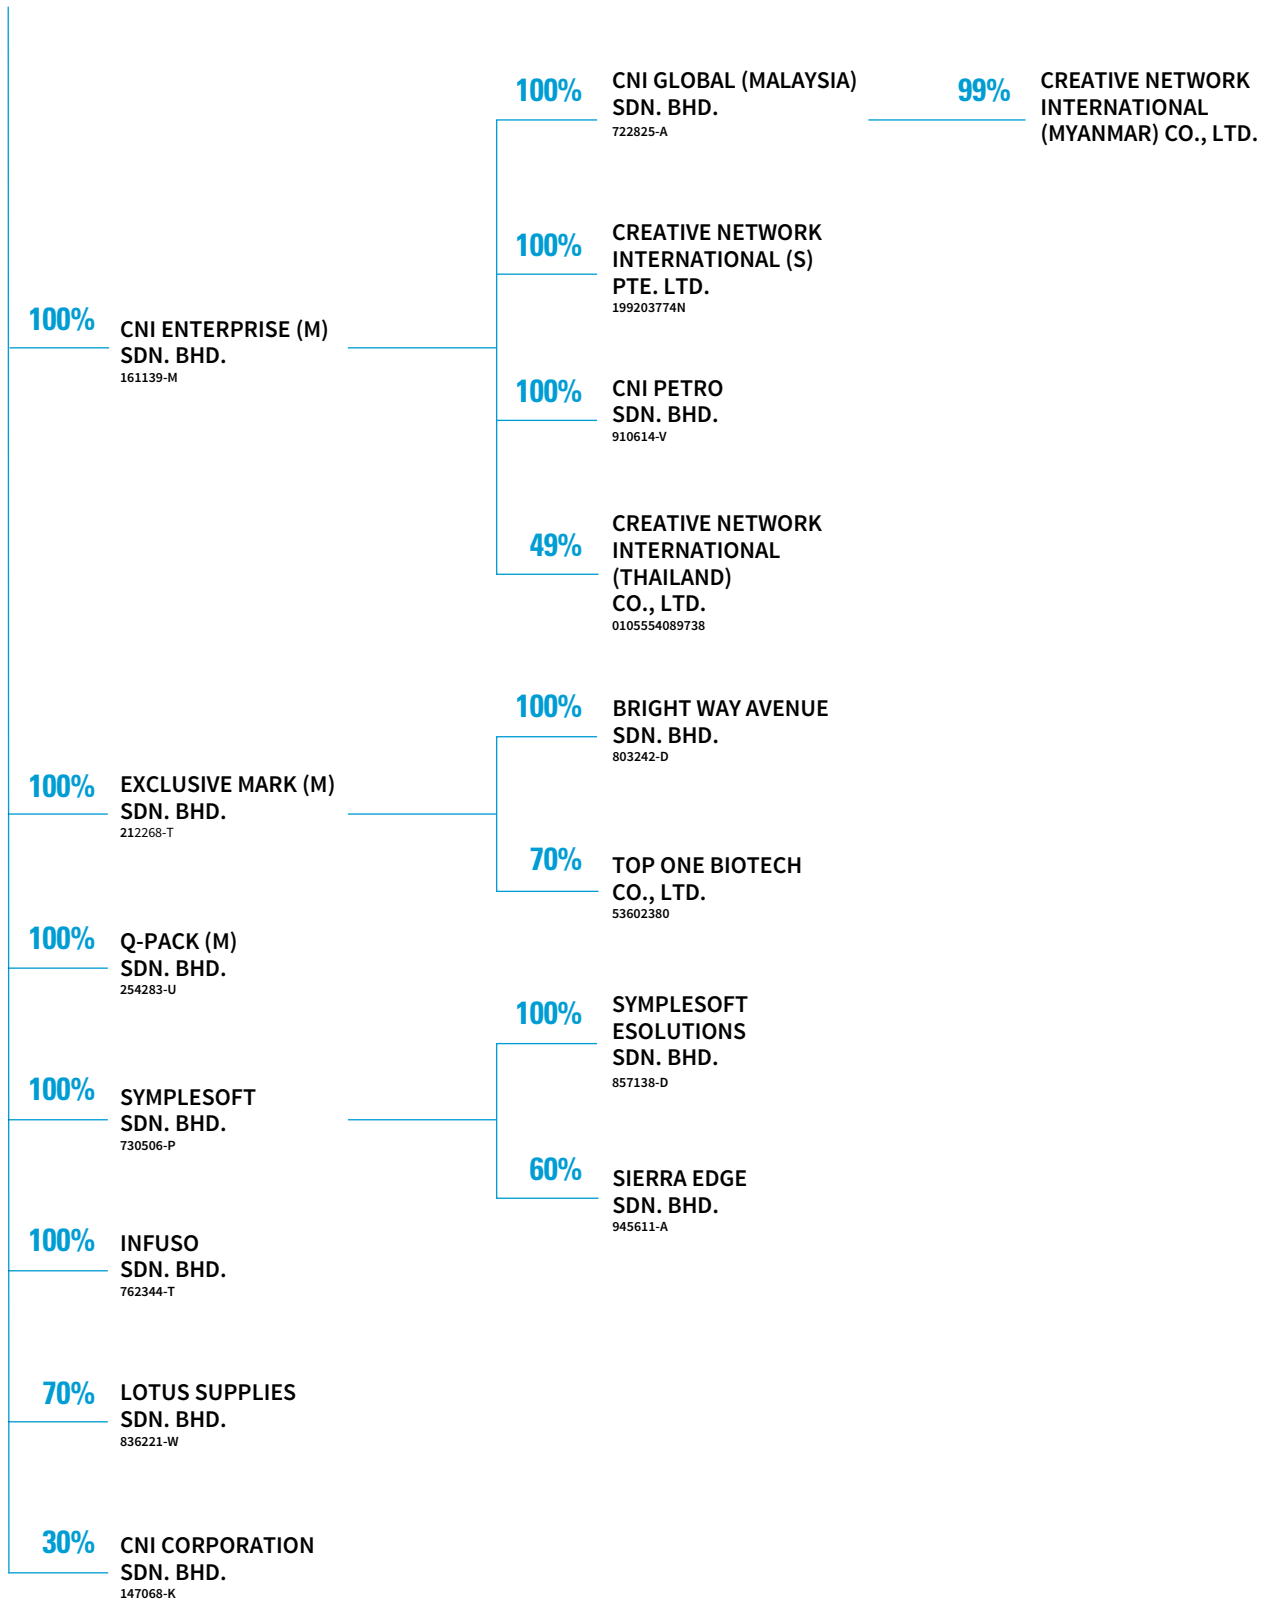 100%
CNI GLOBAL (MALAYSIA)
SDN. BHD.
722825-A
99%
CREATIVE NETWORK
INTERNATIONAL
(MYANMAR) CO., LTD.
100%
CREATIVE NETWORK
INTERNATIONAL (S)
PTE. LTD.
199203774N
100%
CNI ENTERPRISE (M)
SDN. BHD.
161139-M
100%
CNI PETRO
SDN. BHD.
910614-V
49%
CREATIVE NETWORK
INTERNATIONAL
(THAILAND)
CO., LTD.
0105554089738
100%
BRIGHT WAY AVENUE
SDN. BHD.
803242-D
100%
EXCLUSIVE MARK (M)
SDN. BHD.
212268-T
70%
TOP ONE BIOTECH
CO., LTD.
53602380
100%
Q-PACK (M)
SDN. BHD.
254283-U
100%
SYMPLESOFT
ESOLUTIONS
SDN. BHD.
857138-D
100%
SYMPLESOFT
SDN. BHD.
730506-P
60%
SIERRA EDGE
SDN. BHD.
945611-A
100%
INFUSO
SDN. BHD.
762344-T
70%
LOTUS SUPPLIES
SDN. BHD.
836221-W
30%
CNI CORPORATION
SDN. BHD.
147068-K